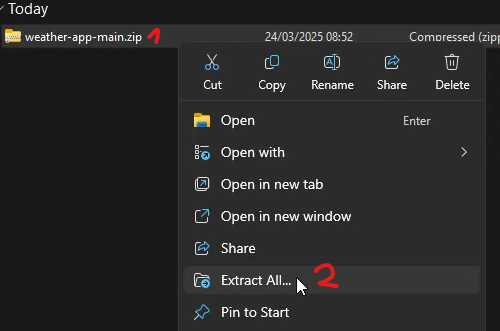 Today
weather-app-main.zip 1 24/03/2025 08:52 Compressed (zipp
Cut Copy Rename Share Delete
Open Enter
Open with
Open in new tab
Open in new window
Share
Extract All... 2
Pin to Start